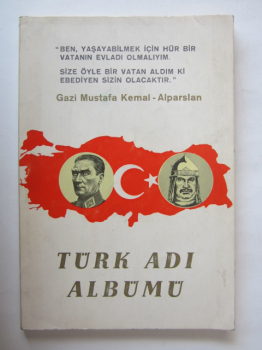 "BEN, YAŞAYABİLMEK İÇİN HÜR BİR
VATANIN EVLADI OLMALIYIM.
SİZE ÖYLE BİR VATAN ALDIM Kİ
EBEDİYEN SİZİN OLACAKTIR."
Gazi Mustafa Kemal - Alparslan
TÜRK ADI
ALBÜMÜ